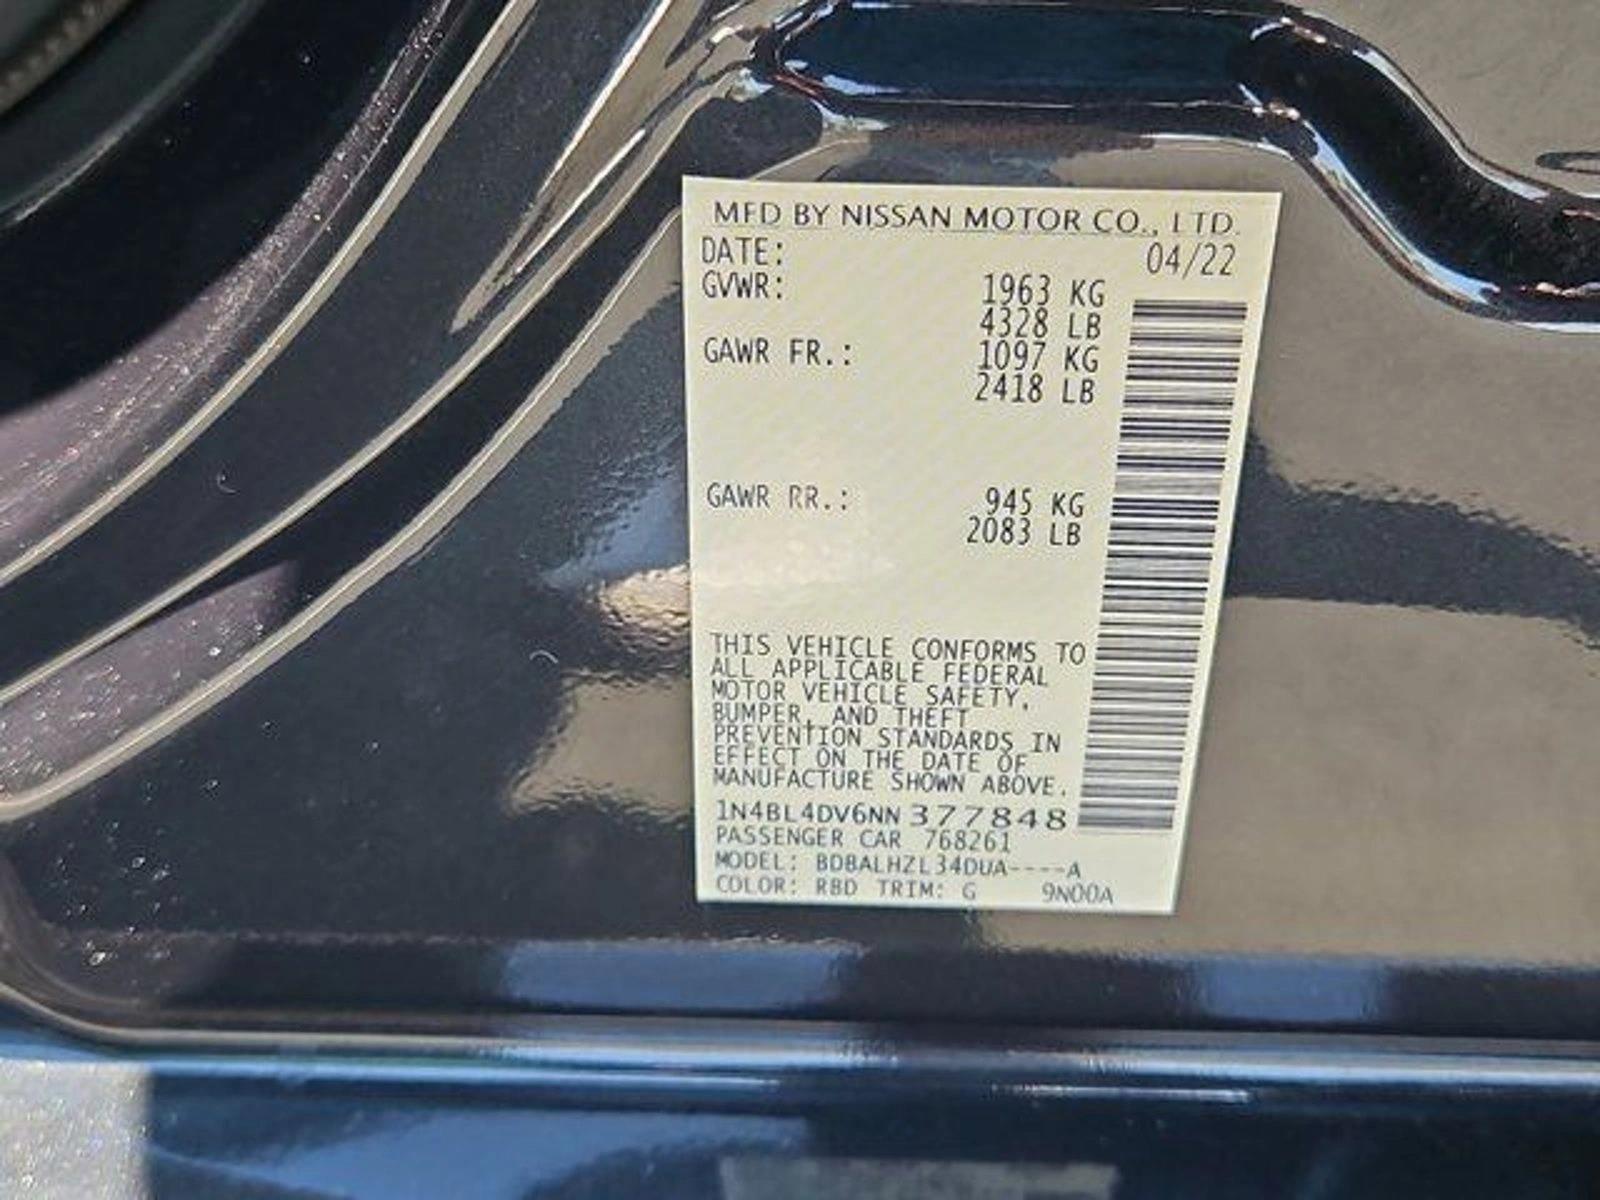 MFD BY NISSAN MOTOR CO., LTD.
DATE: 04/22
GVWR: 1963 KG
4328 LB
GAWR FR.: 1097 KG
2418 LB
GAWR RR.: 945 KG
2083 LB
THIS VEHICLE CONFORMS TO
ALL APPLICABLE FEDERAL
MOTOR VEHICLE SAFETY,
BUMPER, AND THEFT
PREVENTION STANDARDS IN
EFFECT ON THE DATE OF
MANUFACTURE SHOWN ABOVE.
1N4BL4DV6NN377848
PASSENGER CAR 768261
MODEL: BDBALHZL34DUA----A
COLOR: RBD TRIM: G 9N00A